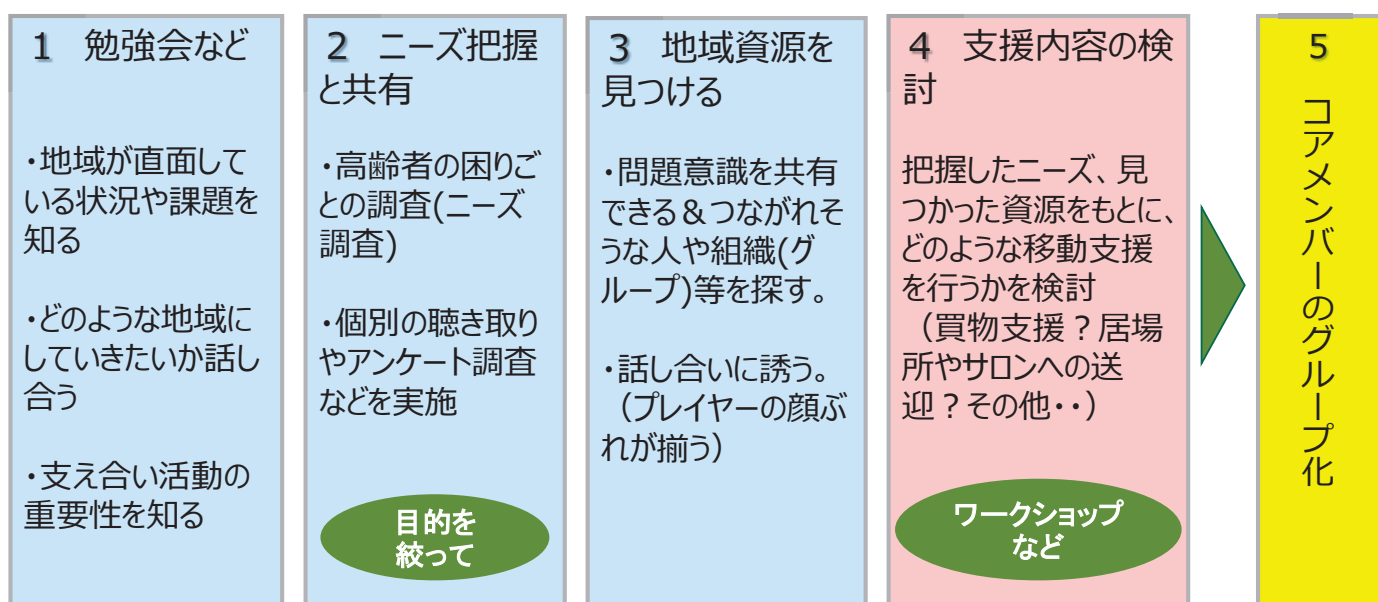 1 勉強会など
・地域が直面して
いる状況や課題を
知る
・どのような地域に
していきたいか話し
合う
・支え合い活動の
重要性を知る
2 ニーズ把握
と共有
・高齢者の困りご
との調査(ニーズ
調査)
・個別の聴き取り
やアンケート調査
などを実施
目的を
絞って
3 地域資源を
見つける
・問題意識を共有
できる&つながれそ
うな人や組織(グ
ループ)等を探す。
・話し合いに誘う。
（プレイヤーの顔ぶ
れが揃う）
4 支援内容の検
討
把握したニーズ、見
つかった資源をもとに、
どのような移動支援
を行うかを検討
（買物支援？居場
所やサロンへの送
迎？その他・・）
ワークショップ
など
5 コアメンバーのグループ化